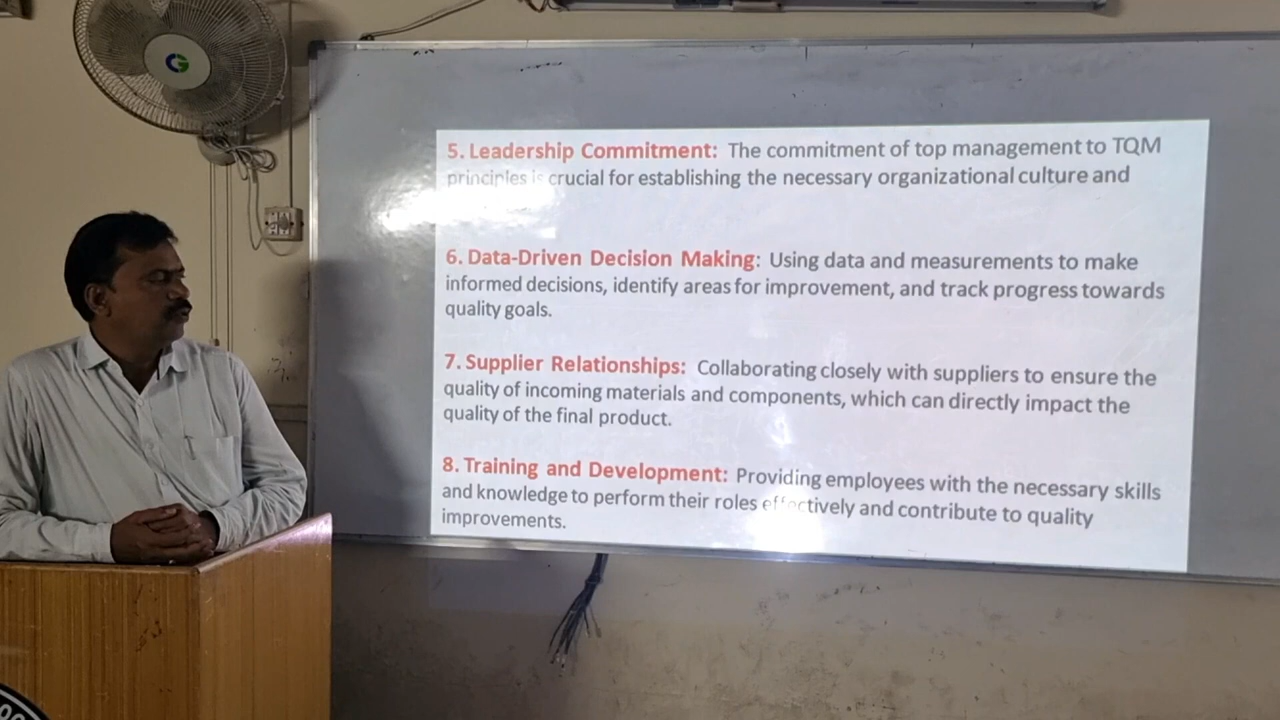 5. Leadership Commitment: The commitment of top management to TQM
principles is crucial for establishing the necessary organizational culture and
6. Data-Driven Decision Making: Using data and measurements to make
informed decisions, identify areas for improvement, and track progress towards
quality goals.
7. Supplier Relationships: Collaborating closely with suppliers to ensure the
quality of incoming materials and components, which can directly impact the
quality of the final product.
8. Training and Development: Providing employees with the necessary skills
and knowledge to perform their roles effectively and contribute to quality
improvements.